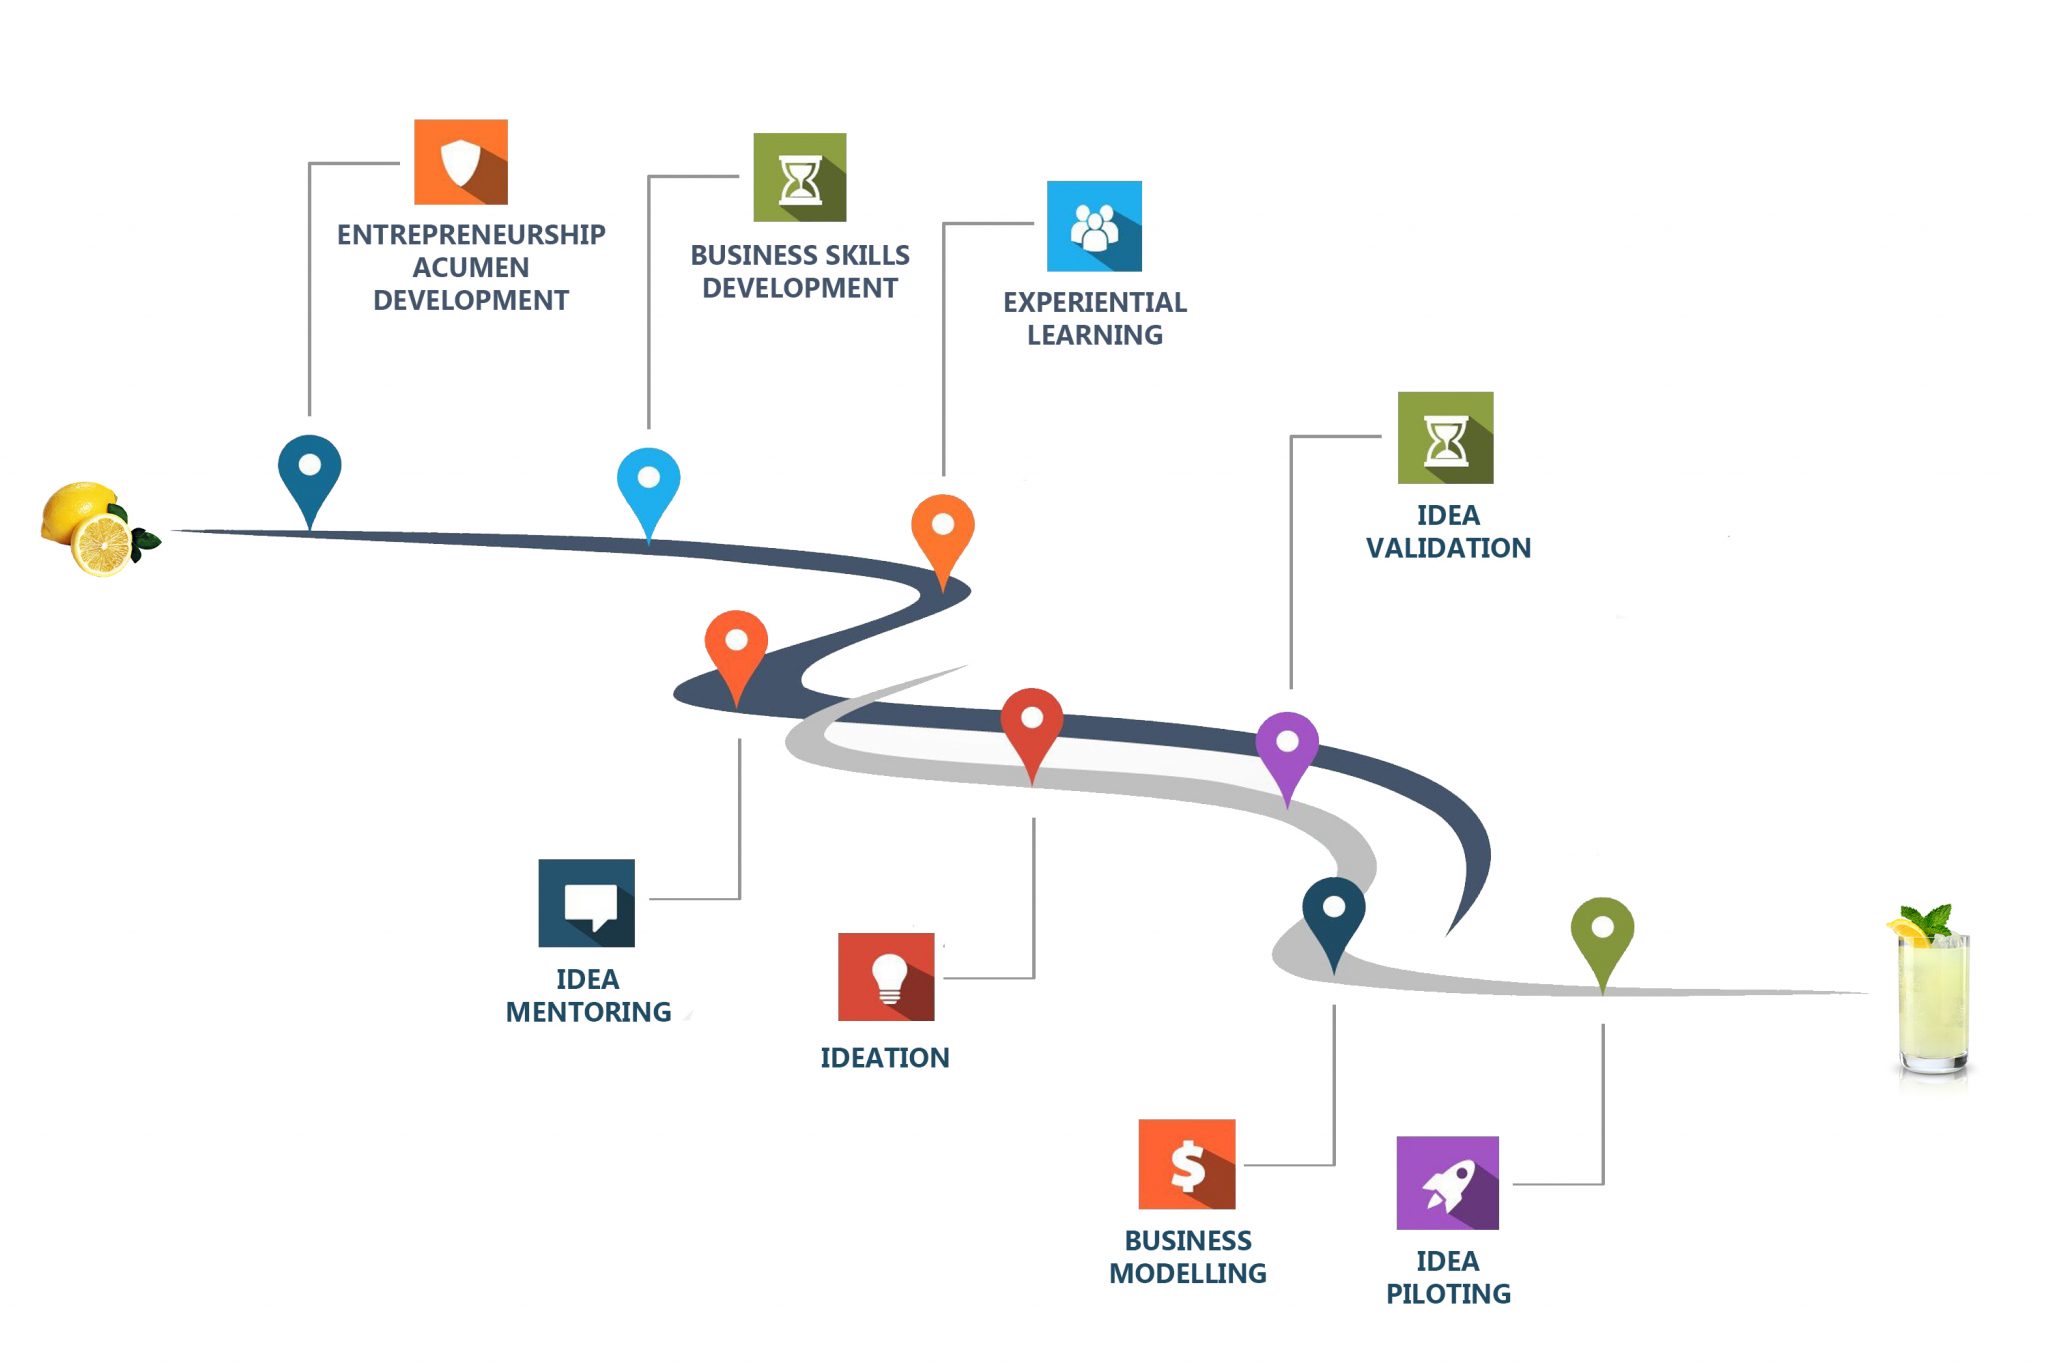 ENTREPRENEURSHIP
ACUMEN
DEVELOPMENT
BUSINESS SKILLS
DEVELOPMENT
EXPERIENTIAL
LEARNING
IDEA
VALIDATION
IDEA
MENTORING
IDEATION
BUSINESS
MODELLING
IDEA
PILOTING